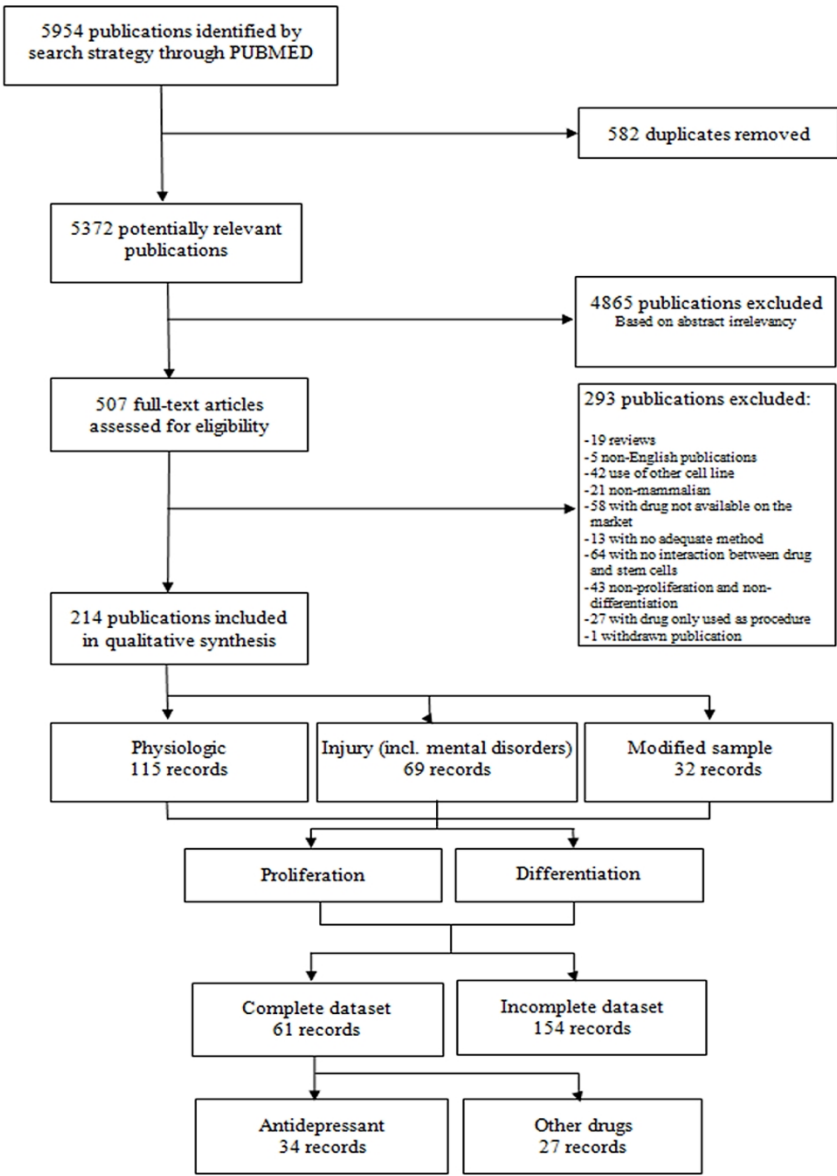 5954 publications identified by
search strategy through PUBMED
582 duplicates removed
5372 potentially relevant
publications
4865 publications excluded
Based on abstract irrelevancy
507 full-text articles
assessed for eligibility
293 publications excluded:
-19 reviews
-5 non-English publications
-42 use of other cell line
-21 non-mammalian
-58 with drug not available on the
market
-13 with no adequate method
-64 with no interaction between drug
and stem cells
-43 non-proliferation and non-
differentiation
-27 with drug only used as procedure
-1 withdrawn publication
214 publications included
in qualitative synthesis
Physiologic
115 records
Injury (incl. mental disorders)
69 records
Modified sample
32 records
Proliferation
Differentiation
Complete dataset
61 records
Incomplete dataset
154 records
Antidepressant
34 records
Other drugs
27 records